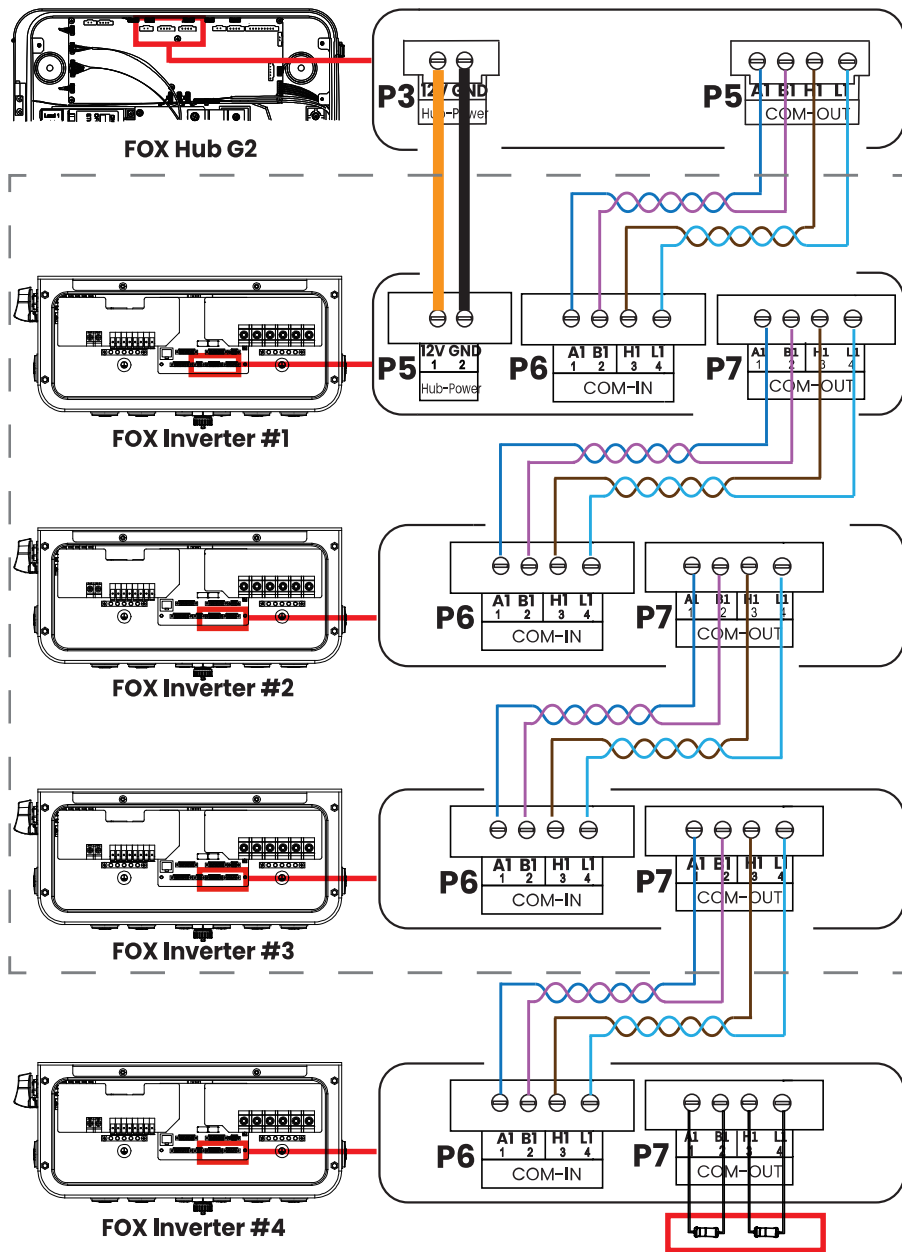 P3
12V GND
Hub-Power
P5
A1 B1 H1 L1
COM-OUT
FOX Hub G2
P5
12V GND
1 2
Hub-Power
P6
A1 B1 H1 L1
1 2 3 4
COM-IN
P7
A1 B1 H1 L1
1 2 3 4
COM-OUT
FOX Inverter #1
P6
A1 B1 H1 L1
1 2 3 4
COM-IN
P7
A1 B1 H1 L1
1 2 3 4
COM-OUT
FOX Inverter #2
P6
A1 B1 H1 L1
1 2 3 4
COM-IN
P7
A1 B1 H1 L1
1 2 3 4
COM-OUT
FOX Inverter #3
P6
A1 B1 H1 L1
1 2 3 4
COM-IN
P7
A1 B1 H1 L1
1 2 3 4
COM-OUT
FOX Inverter #4